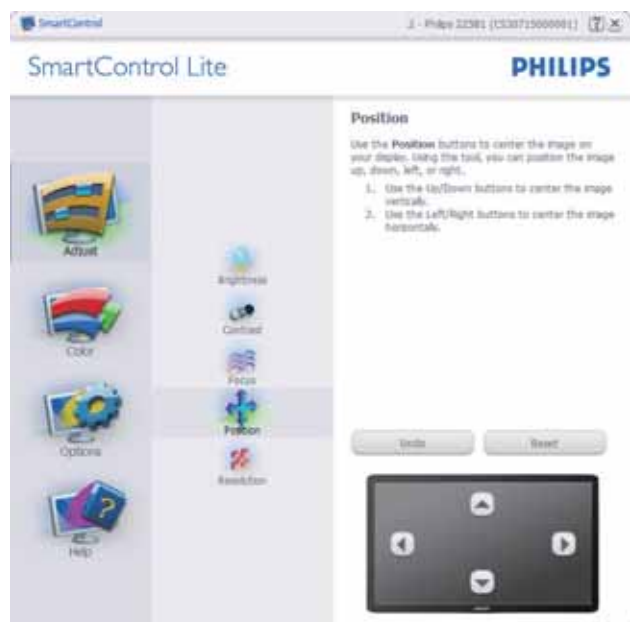 SmartControl
SmartControl Lite
PHILIPS
Adjust
Color
Options
Help
Brightness
Contrast
Focus
Position
Resolution
Position
Use the Position buttons to center the image on
your display. Using the tool, you can position the image
up, down, left, or right.
1. Use the Up/Down buttons to center the image
vertically.
2. Use the Left/Right buttons to center the image
horizontally.
Undo
Reset